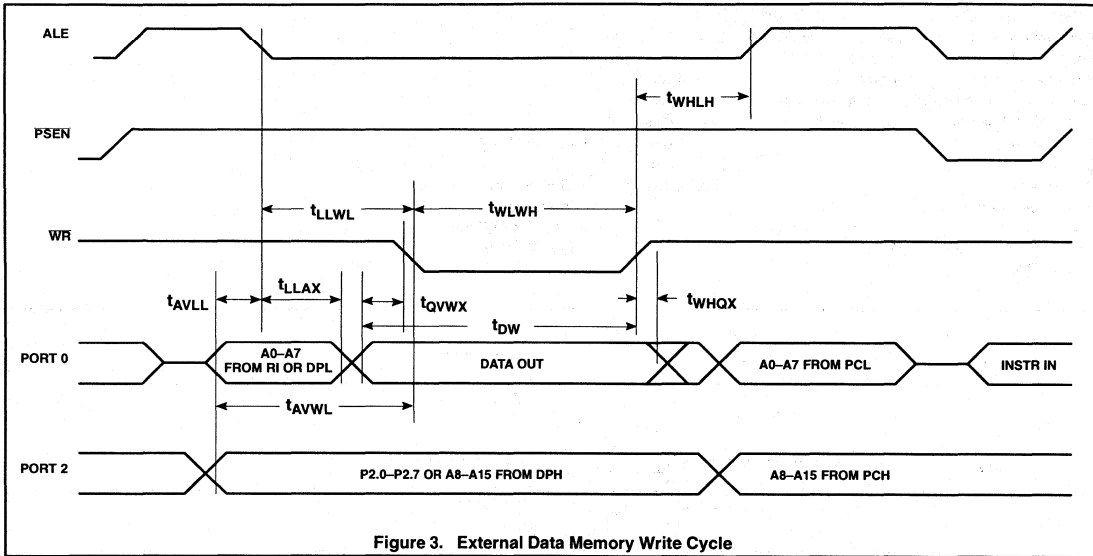 ALE
tWHLH
PSEN
tLLWL
tWLWH
WR
tAVLL
tLLAX
tQVWX
tWHQX
tDW
PORT 0
A0–A7
FROM RI OR DPL
DATA OUT
A0–A7 FROM PCL
INSTR IN
tAVWL
PORT 2
P2.0–P2.7 OR A8–A15 FROM DPH
A8–A15 FROM PCH
Figure 3. External Data Memory Write Cycle